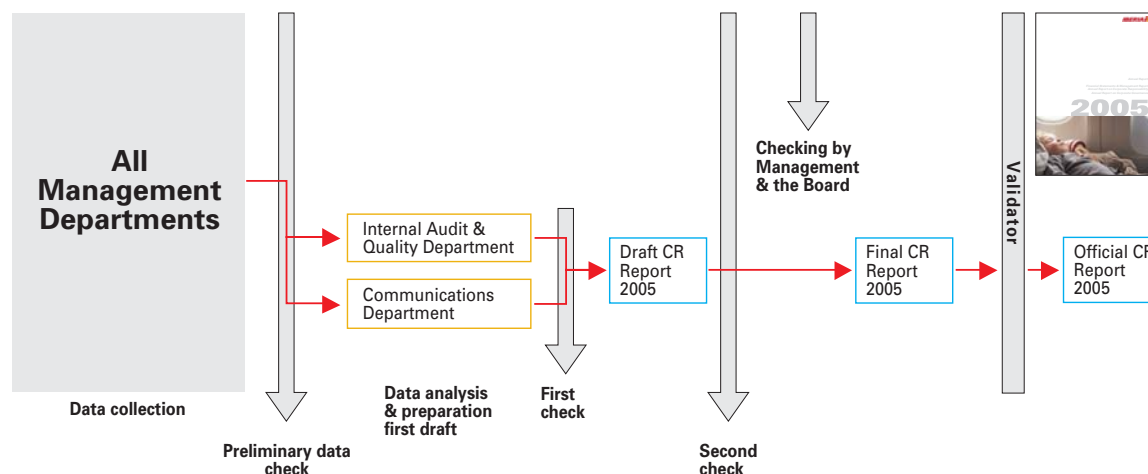 All
Management
Departments
Data collection
Preliminary data
check
Internal Audit &
Quality Department
Communications
Department
Data analysis
& preparation
first draft
First
check
Draft CR
Report
2005
Second
check
Checking by
Management
& the Board
Final CR
Report
2005
Validator
2005
Official CR
Report
2005